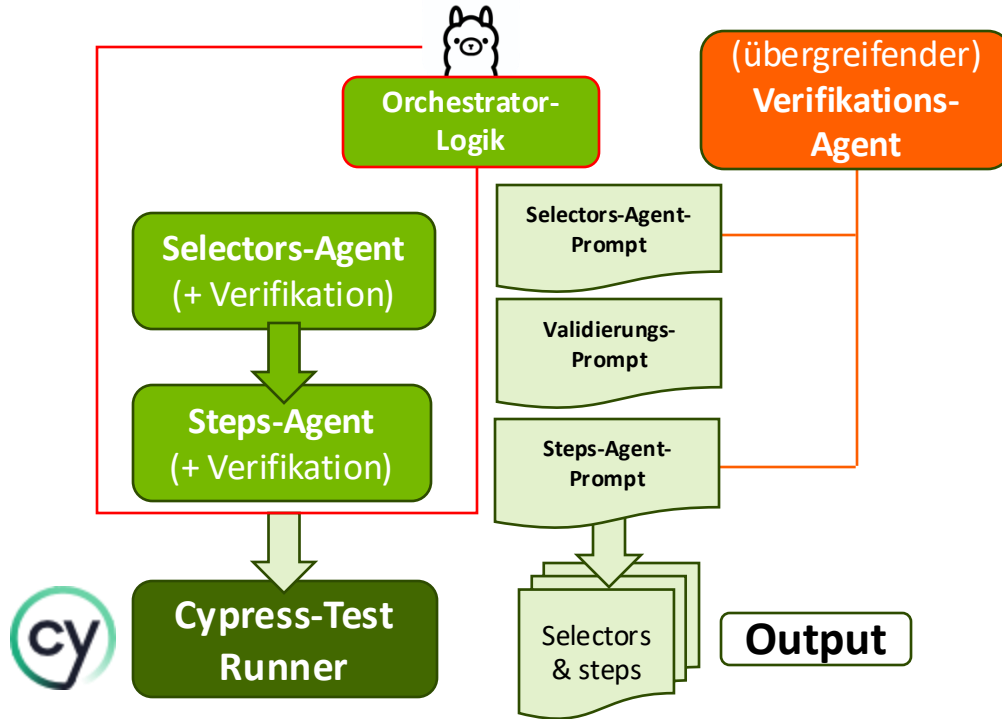 Orchestrator-
Logik
(übergreifender)
Verifikations-
Agent
Selectors-Agent-
Prompt
Selectors-Agent
(+ Verifikation)
Validierungs-
Prompt
Steps-Agent
(+ Verifikation)
Steps-Agent-
Prompt
cy
Cypress-Test
Runner
Selectors
& steps
Output